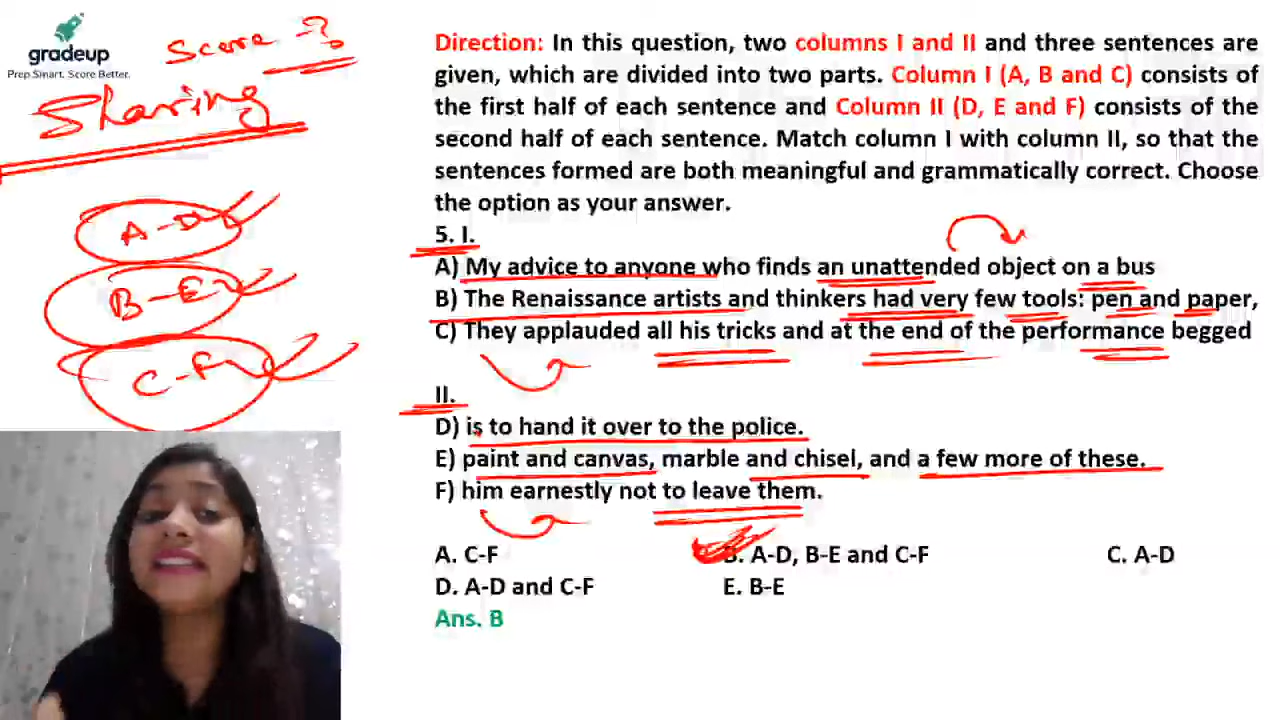 gradeup
Prep Smart. Score Better.
Score - ?
Sharing
A-D
B-E
C-F
Direction: In this question, two columns I and II and three sentences are
given, which are divided into two parts. Column I (A, B and C) consists of
the first half of each sentence and Column II (D, E and F) consists of the
second half of each sentence. Match column I with column II, so that the
sentences formed are both meaningful and grammatically correct. Choose
the option as your answer.
5. I.
A) My advice to anyone who finds an unattended object on a bus
B) The Renaissance artists and thinkers had very few tools: pen and paper,
C) They applauded all his tricks and at the end of the performance begged
II.
D) is to hand it over to the police.
E) paint and canvas, marble and chisel, and a few more of these.
F) him earnestly not to leave them.
A. C-F B. A-D, B-E and C-F C. A-D
D. A-D and C-F E. B-E
Ans. B